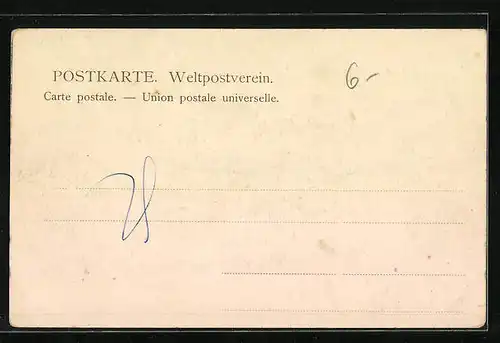 POSTKARTE. Weltpostverein.
6-
Carte postale. — Union postale universelle.